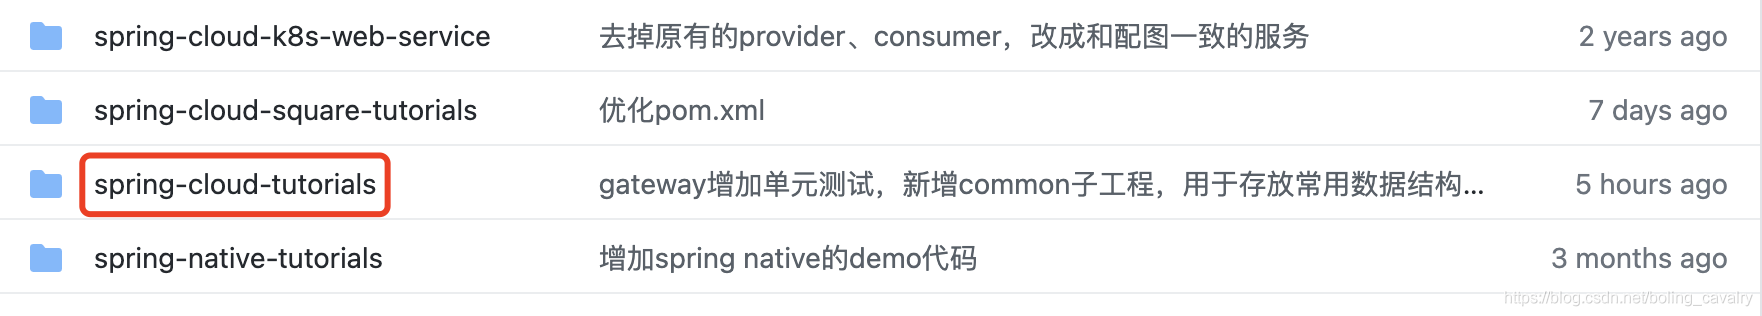 spring-cloud-k8s-web-service 去掉原有的provider、consumer，改成和配图一致的服务 2 years ago
spring-cloud-square-tutorials 优化pom.xml 7 days ago
spring-cloud-tutorials gateway增加单元测试，新增common子工程，用于存放常用数据结构... 5 hours ago
spring-native-tutorials 增加spring native的demo代码 3 months ago
https://blog.csdn.net/boling_cavalry